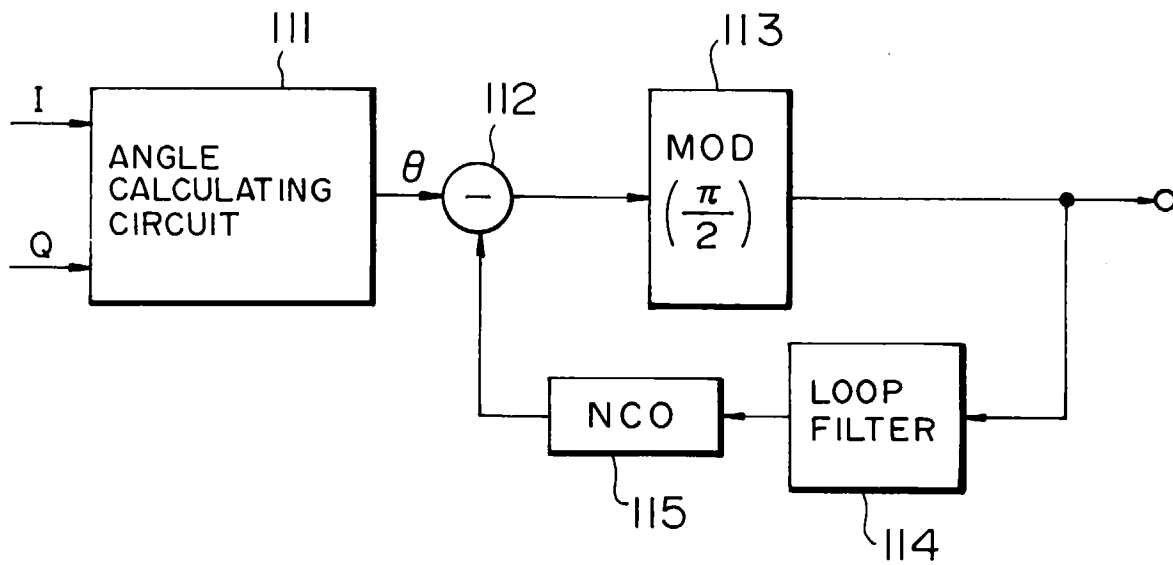 111
113
112
I
ANGLE
CALCULATING
CIRCUIT
Q
θ
−
MOD
(π/2)
LOOP
FILTER
NCO
115
114